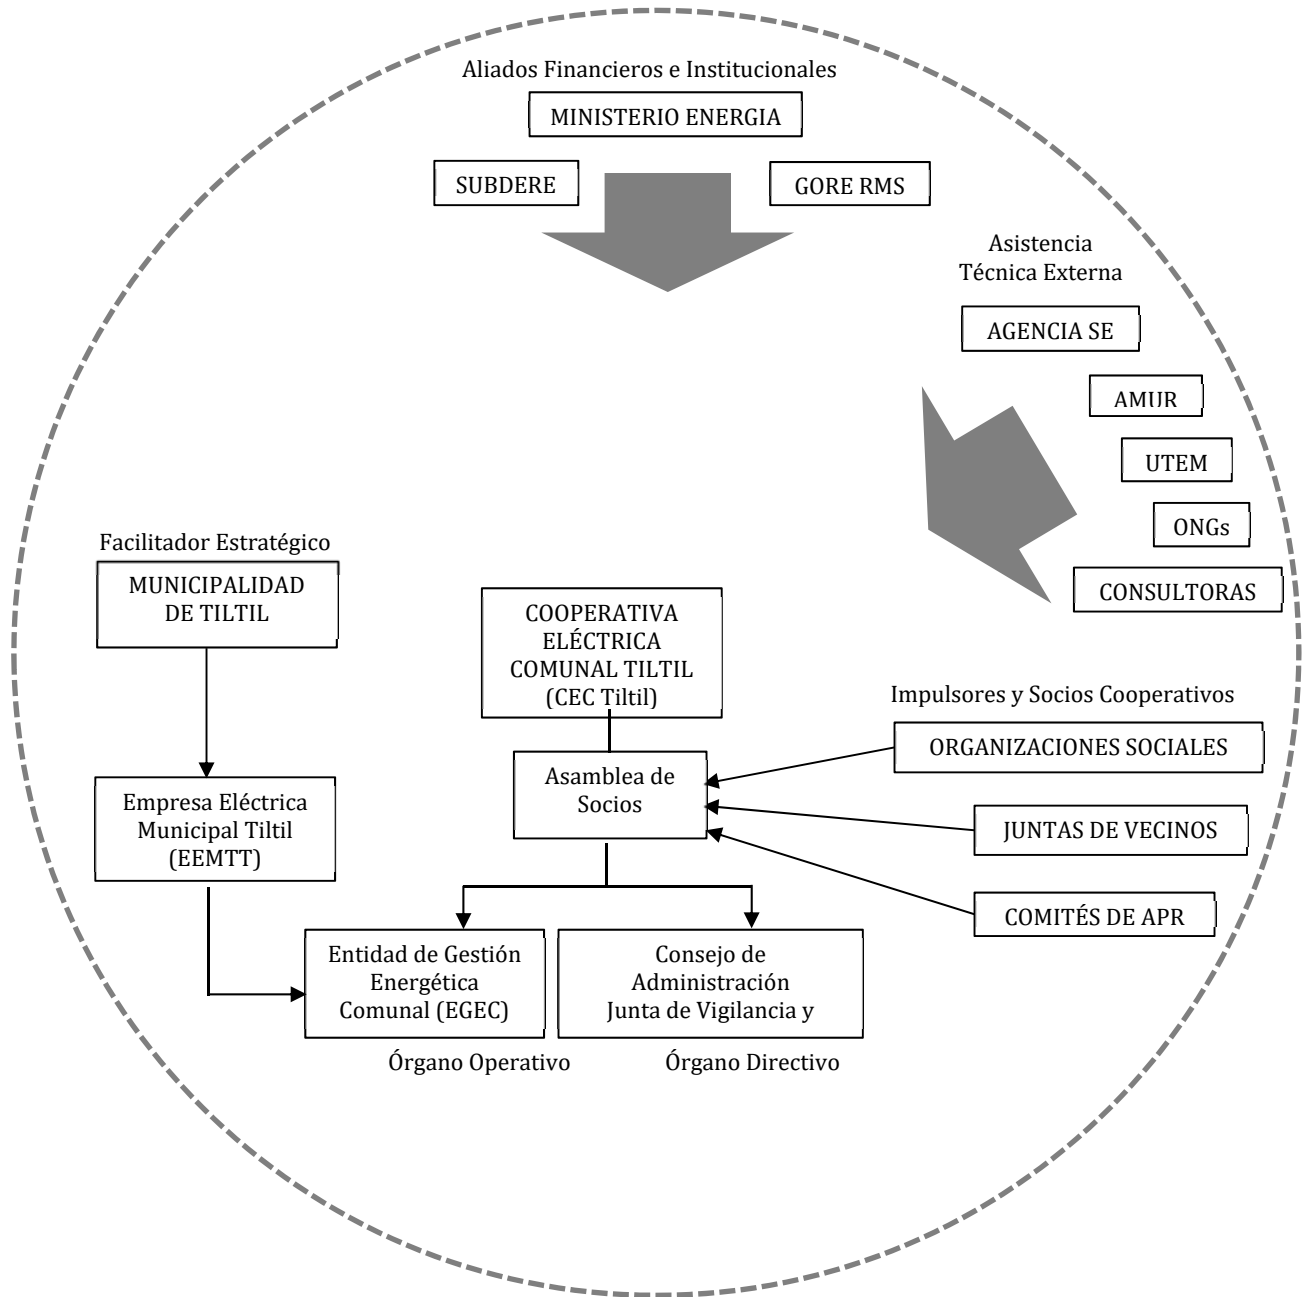 Aliados Financieros e Institucionales
MINISTERIO ENERGIA
SUBDERE
GORE RMS
Asistencia
Técnica Externa
AGENCIA SE
AMUR
UTEM
ONGs
CONSULTORAS
Facilitador Estratégico
MUNICIPALIDAD
DE TILTIL
COOPERATIVA
ELÉCTRICA
COMUNAL TILTIL
(CEC Tiltil)
Impulsores y Socios Cooperativos
ORGANIZACIONES SOCIALES
JUNTAS DE VECINOS
COMITÉS DE APR
Asamblea de
Socios
Empresa Eléctrica
Municipal Tiltil
(EEMTT)
Entidad de Gestión
Energética
Comunal (EGEC)
Consejo de
Administración
Junta de Vigilancia y
Órgano Operativo
Órgano Directivo